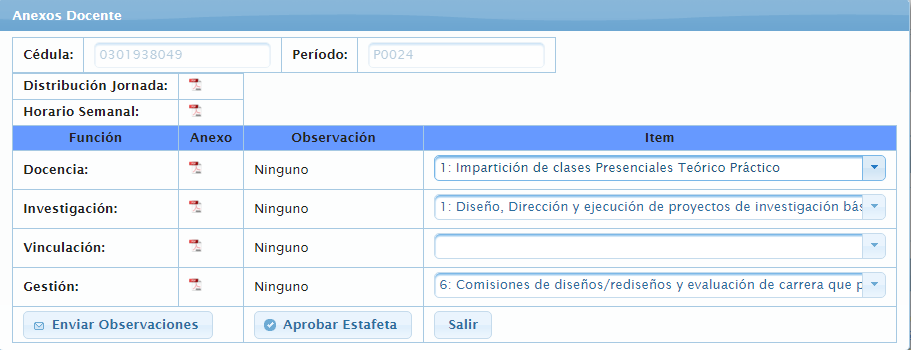 Anexos Docente
Cédula: 0301938049 Período: P0024
Distribución Jornada:
Horario Semanal:
Función Anexo Observación Item
Docencia: Ninguno 1: Impartición de clases Presenciales Teórico Práctico
Investigación: Ninguno 1: Diseño, Dirección y ejecución de proyectos de investigación bás
Vinculación: Ninguno
Gestión: Ninguno 6: Comisiones de diseños/rediseños y evaluación de carrera que p
Enviar Observaciones Aprobar Estafeta Salir